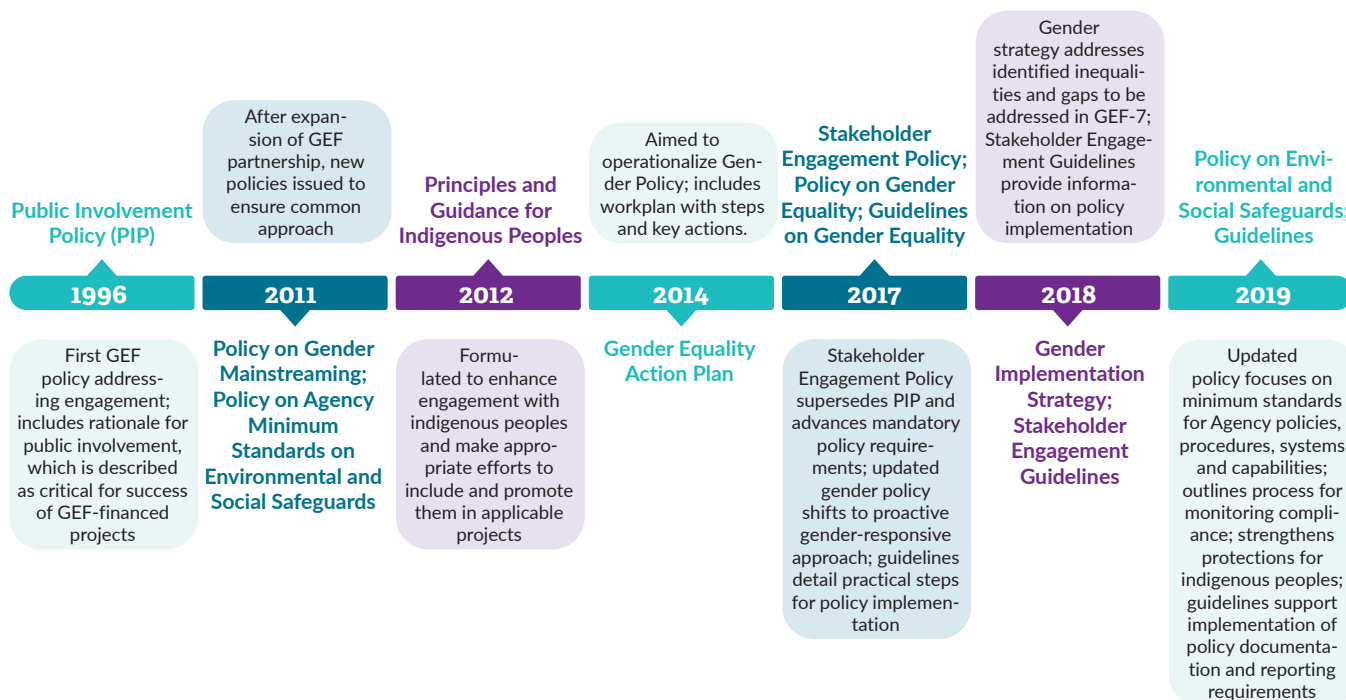 Public Involvement
Policy (PIP)
1996
First GEF
policy address-
ing engagement;
includes rationale for
public involvement,
which is described
as critical for success
of GEF-financed
projects
After expan-
sion of GEF
partnership, new
policies issued to
ensure common
approach
2011
Policy on Gender
Mainstreaming;
Policy on Agency
Minimum
Standards on
Environmental and
Social Safeguards
Principles and
Guidance for
Indigenous Peoples
2012
Formu-
lated to enhance
engagement with
indigenous peoples
and make appro-
priate efforts to
include and promote
them in applicable
projects
Aimed to
operationalize Gen-
der Policy; includes
workplan with steps
and key actions.
2014
Gender Equality
Action Plan
Stakeholder
Engagement Policy;
Policy on Gender
Equality; Guidelines
on Gender Equality
2017
Stakeholder
Engagement Policy
supersedes PIP and
advances mandatory
policy require-
ments; updated
gender policy
shifts to proactive
gender-responsive
approach; guidelines
detail practical steps
for policy implemen-
tation
Gender
strategy addresses
identified inequali-
ties and gaps to be
addressed in GEF-7;
Stakeholder Engage-
ment Guidelines
provide informa-
tion on policy
implementation
2018
Gender
Implementation
Strategy;
Stakeholder
Engagement
Guidelines
Policy on Envi-
ronmental and
Social Safeguards;
Guidelines
2019
Updated
policy focuses on
minimum standards
for Agency policies,
procedures, systems
and capabilities;
outlines process for
monitoring compli-
ance; strengthens
protections for
indigenous peoples;
guidelines support
implementation of
policy documenta-
tion and reporting
requirements